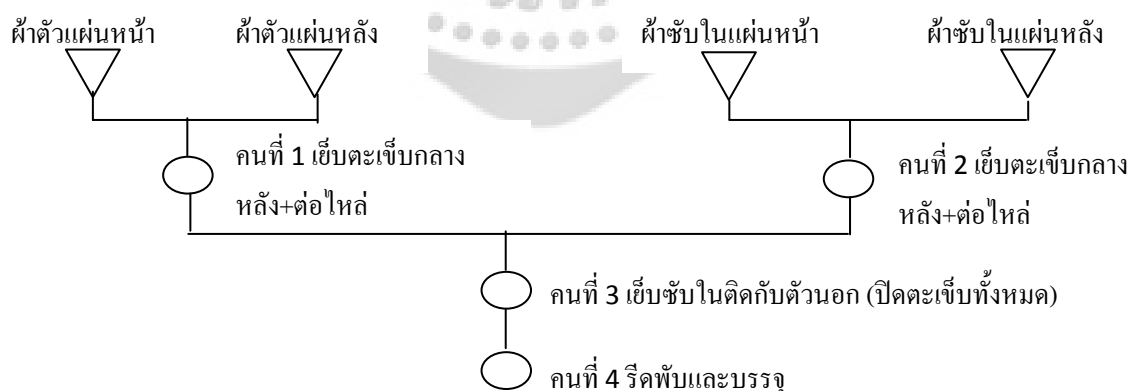 ผ้าตัวแผ่นหน้า ผ้าตัวแผ่นหลัง ผ้าซับในแผ่นหน้า ผ้าซับในแผ่นหลัง
คนที่ 1 เย็บตะเข็บกลาง
หลัง+ต่อไหล่
คนที่ 2 เย็บตะเข็บกลาง
หลัง+ต่อไหล่
คนที่ 3 เย็บซับในติดกับตัวนอก (ปิดตะเข็บทั้งหมด)
คนที่ 4 รีดพับและบรรจุ